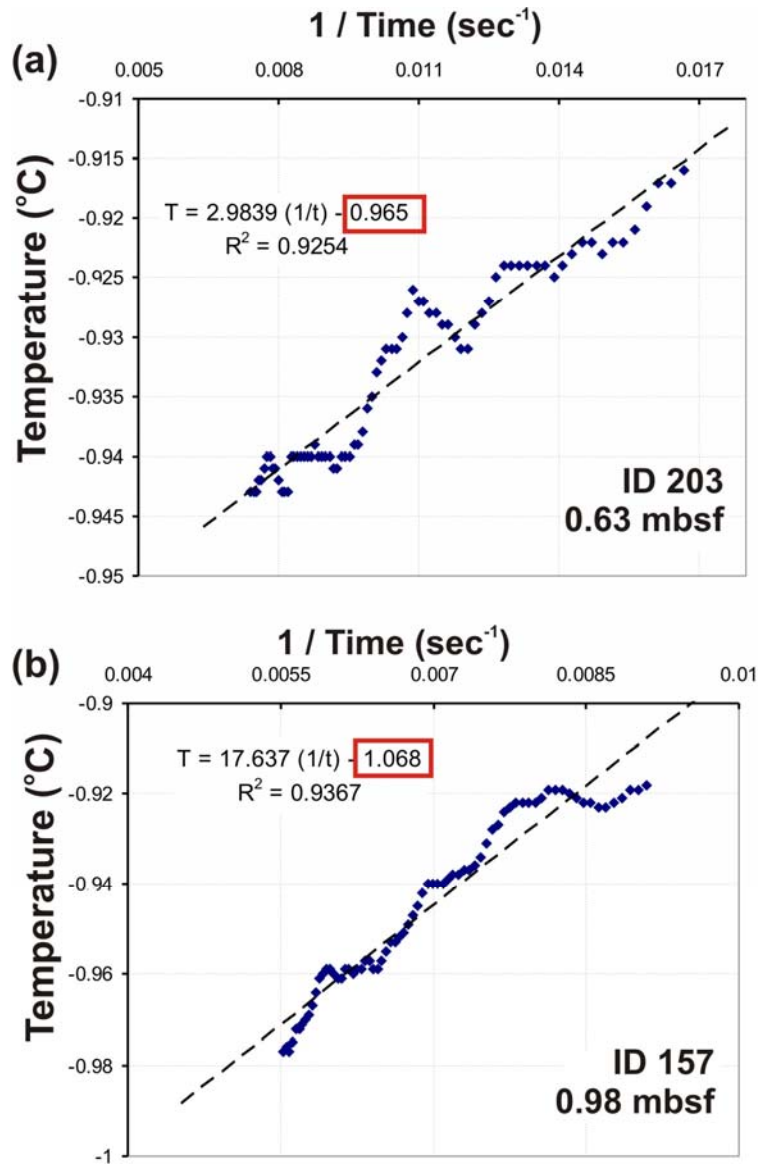 1 / Time (sec⁻¹)
(a)
0.005 0.008 0.011 0.014 0.017
-0.91
-0.915
-0.92
-0.925
-0.93
-0.935
-0.94
-0.945
-0.95
Temperature (°C)
T = 2.9839 (1/t) - 0.965
R² = 0.9254
ID 203
0.63 mbsf
1 / Time (sec⁻¹)
(b)
0.004 0.0055 0.007 0.0085 0.01
-0.9
-0.92
-0.94
-0.96
-0.98
-1
Temperature (°C)
T = 17.637 (1/t) - 1.068
R² = 0.9367
ID 157
0.98 mbsf